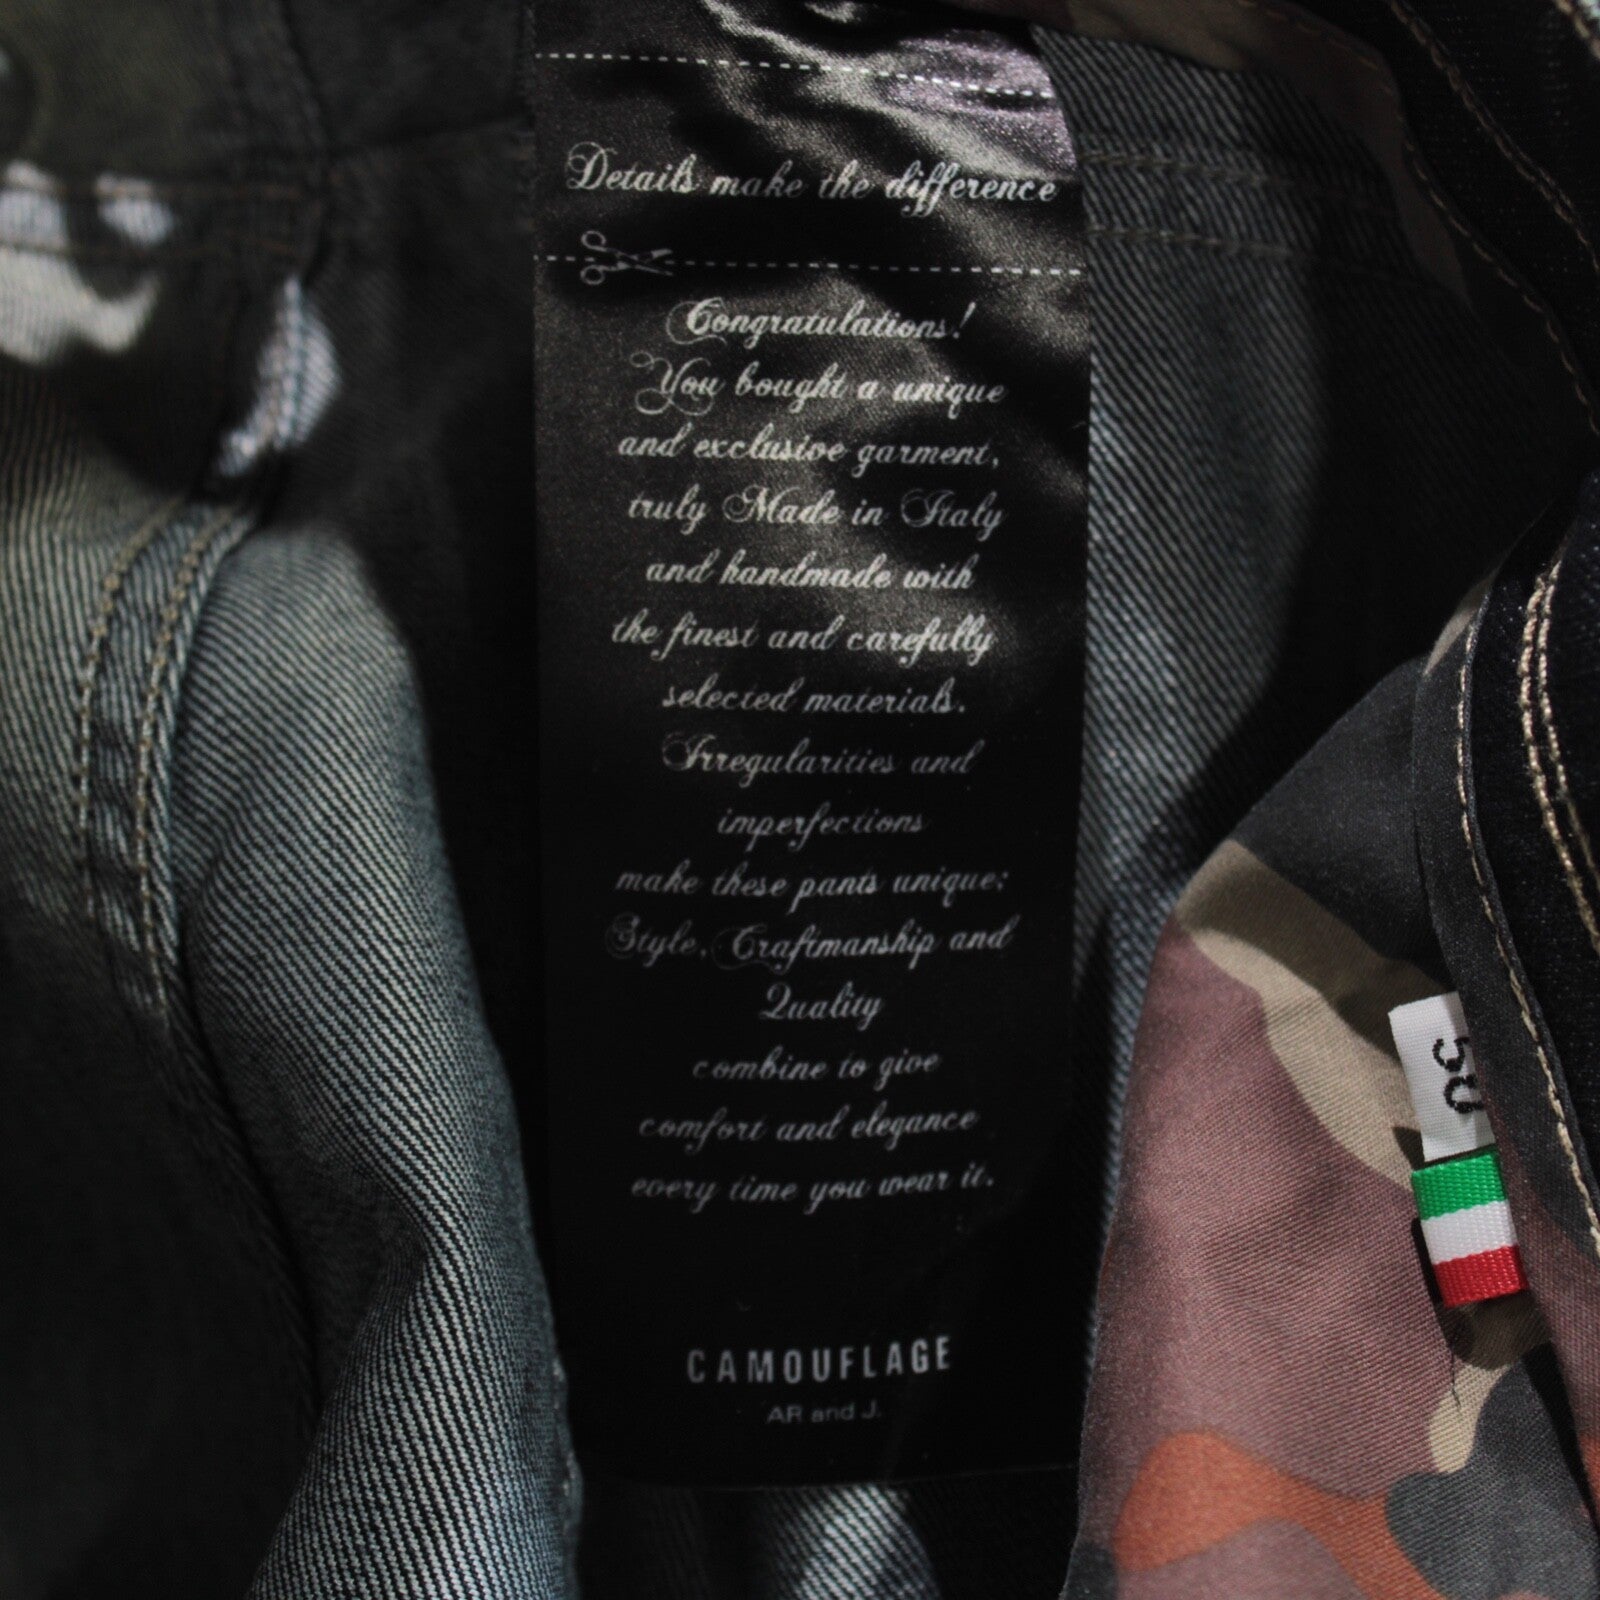 Details make the difference
Congratulations!
You bought a unique
and exclusive garment,
truly Made in Italy
and handmade with
the finest and carefully
selected materials.
Irregularities and
imperfections
make these pants unique:
Style, Craftmanship and
Quality
combine to give
comfort and elegance
every time you wear it.
CAMOUFLAGE
AR and J.
50